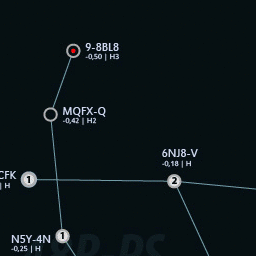 9-8BL8
-0,50 | H3
MQFX-Q
-0,42 | H2
6NJ8-V
-0,18 | H
CFK
| H
1
2
N5Y-4N
-0,25 | H
1